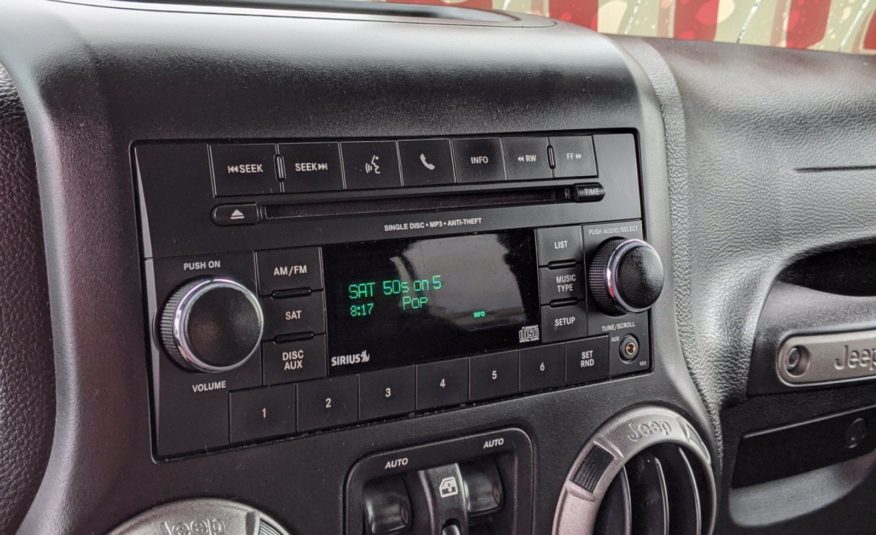 SEEK
SEEK
INFO
RW
FF
TIME
SINGLE DISC • MP3 • ANTI-THEFT
PUSH ON
AM/FM
SAT
DISC AUX
VOLUME
SAT 50s on 5
8:17 Pop
INFO
SIRIUS
LIST
MUSIC TYPE
SETUP
PUSH AUDIO/SELECT
TUNE/SCROLL
AUX
SET RND
1 2 3 4 5 6
AUTO
AUTO
Jeep
Jeep
Jeep